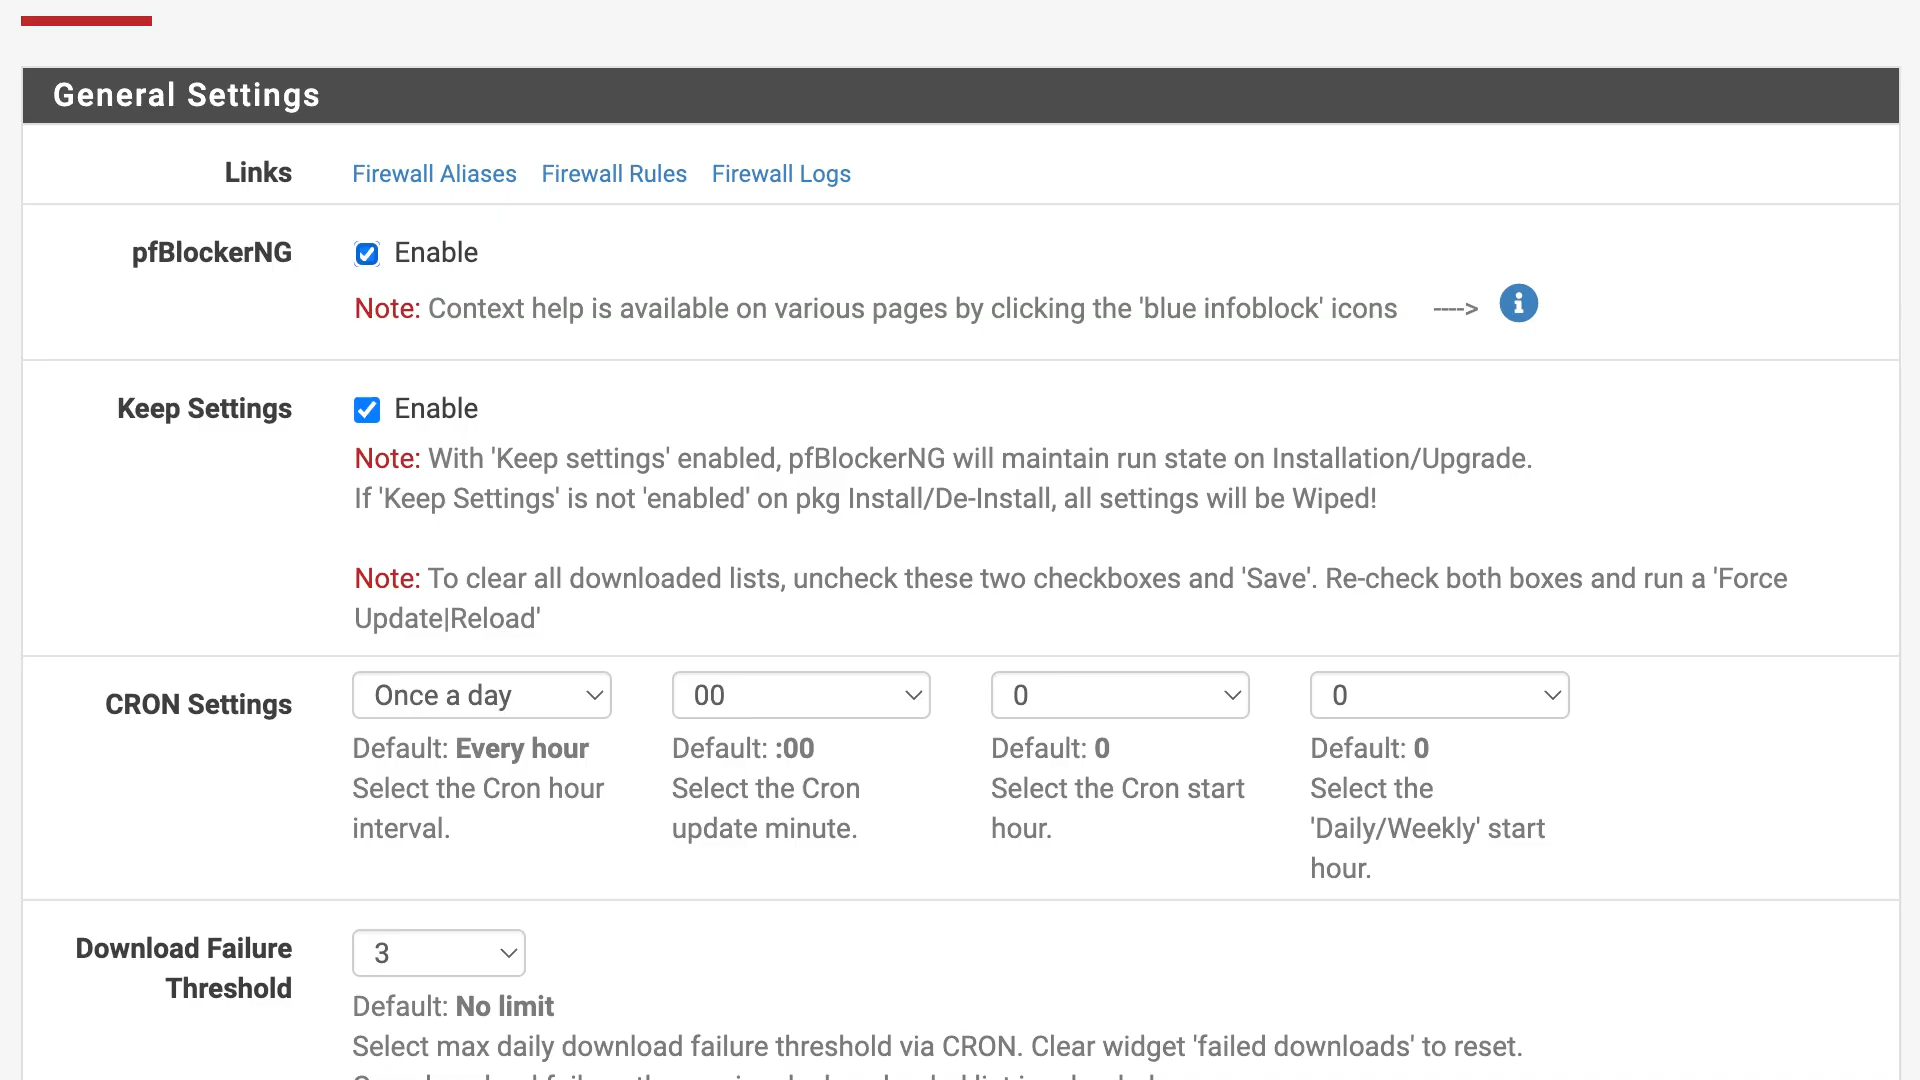 General Settings
Links Firewall Aliases Firewall Rules Firewall Logs
pfBlockerNG Enable
Note: Context help is available on various pages by clicking the 'blue infoblock' icons ---->
Keep Settings Enable
Note: With 'Keep settings' enabled, pfBlockerNG will maintain run state on Installation/Upgrade.
If 'Keep Settings' is not 'enabled' on pkg Install/De-Install, all settings will be Wiped!
Note: To clear all downloaded lists, uncheck these two checkboxes and 'Save'. Re-check both boxes and run a 'Force
Update|Reload'
CRON Settings
Once a day
Default: Every hour
Select the Cron hour
interval.
00
Default: :00
Select the Cron
update minute.
0
Default: 0
Select the Cron start
hour.
0
Default: 0
Select the
'Daily/Weekly' start
hour.
Download Failure
Threshold
3
Default: No limit
Select max daily download failure threshold via CRON. Clear widget 'failed downloads' to reset.